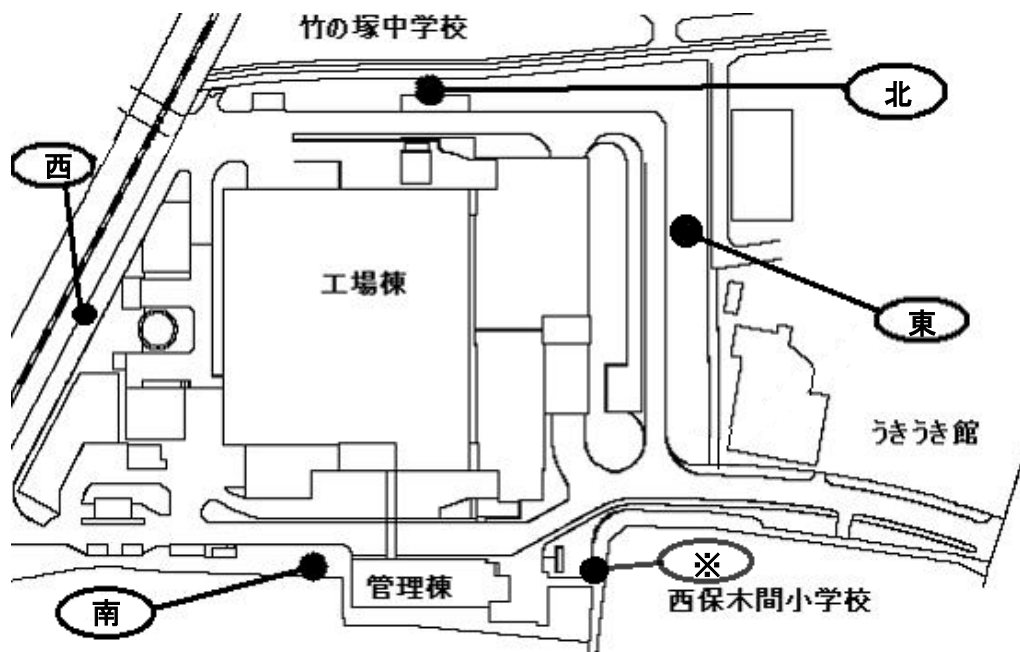 竹の塚中学校
北
西
工場棟
東
うきうき館
※
管理棟
西保木間小学校
南